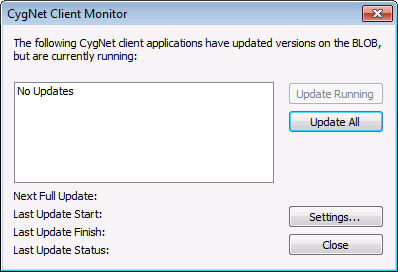 CygNet Client Monitor
The following CygNet client applications have updated versions on the BLOB,
but are currently running:
No Updates
Update Running
Update All
Next Full Update:
Last Update Start:
Last Update Finish:
Last Update Status:
Settings...
Close